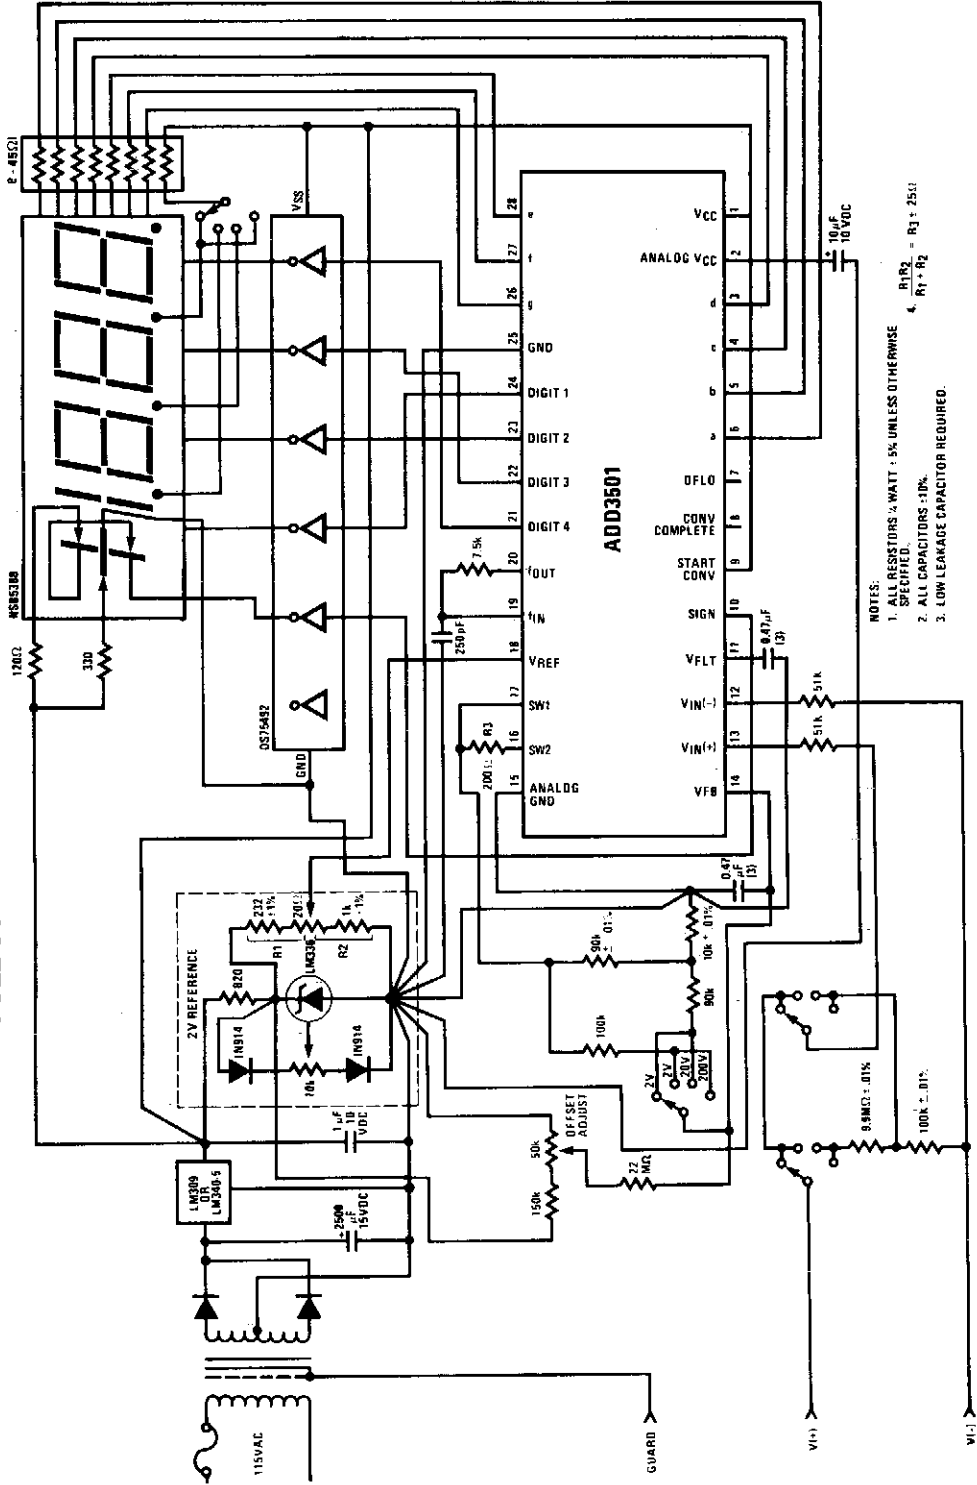 NSB5388
8 - 45Ω
120Ω
330
VSS
DS75492
GND
28
27
26
25
24
23
22
21
20
19
18
17
16
15
e
f
g
GND
DIGIT 1
DIGIT 2
DIGIT 3
DIGIT 4
fOUT
fIN
VREF
SW1
SW2
ANALOG
GND
ADD3501
VCC
ANALOG VCC
d
c
b
a
OFLO
CONV
COMPLETE
START
CONV
SIGN
VFLT
VIN(-)
VIN(+)
VFB
1
2
3
4
5
6
7
8
9
10
11
12
13
14
7.5k
250 pF
R3
200Ω
+
10µF
10 VDC
0.47µF
(3)
51k
51k
0.47
µF
(3)
2V REFERENCE
820
1N914
1N914
10k
LM336
232
±1%
20Ω
1k
±1%
R1
R2
LM309
OR
LM340-5
1µF
10
VDC
+2500
µF
15VDC
115VAC
150k
50k
OFFSET
ADJUST
22
MΩ
90k
± .01%
10k ± .01%
90k
100k
2V
2V
20V
200V
9.9MΩ ± .01%
100k ± .01%
GUARD
V(+)
V(-)
NOTES:
1. ALL RESISTORS ¼ WATT ± 5% UNLESS OTHERWISE
SPECIFIED.
2. ALL CAPACITORS ±10%.
3. LOW LEAKAGE CAPACITOR REQUIRED.
4. R1R2 / R1 + R2 = R3 ± 25Ω